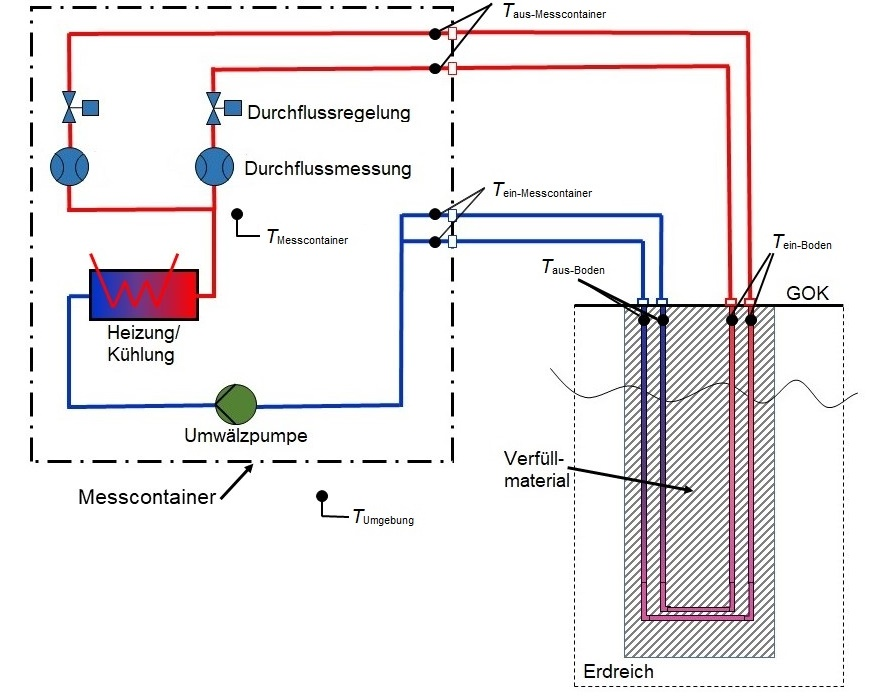 Taus-Messcontainer
Durchflussregelung
Durchflussmessung
Tein-Messcontainer
TMesscontainer
Tein-Boden
Taus-Boden
GOK
Heizung/
Kühlung
Umwälzpumpe
Verfüll-
material
Messcontainer
TUmgebung
Erdreich